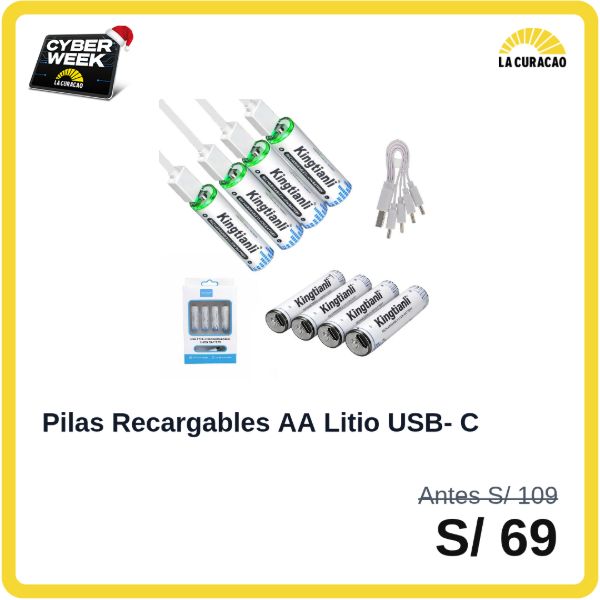 CYBER
WEEK
LA CURACAO
LA CURACAO
Kingtianli
Kingtianli
Kingtianli
Kingtianli
Kingtianli
Kingtianli
Kingtianli
Kingtianli
Pilas Recargables AA Litio USB- C
Antes S/ 109
S/ 69